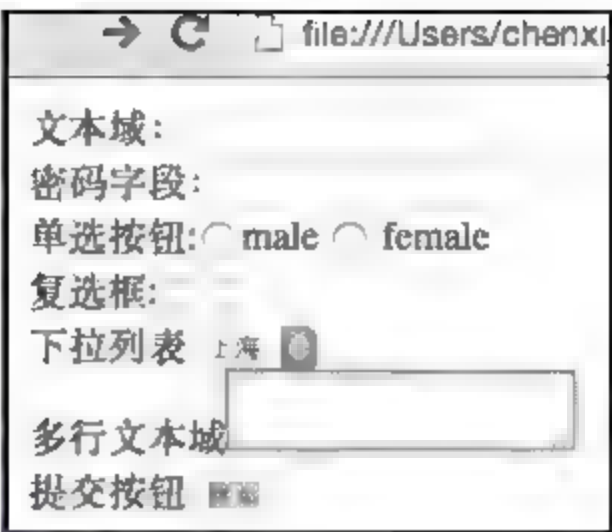 file:///Users/chenxi
文本域:
密码字段:
单选按钮: male female
复选框:
下拉列表 上海
多行文本域
提交按钮